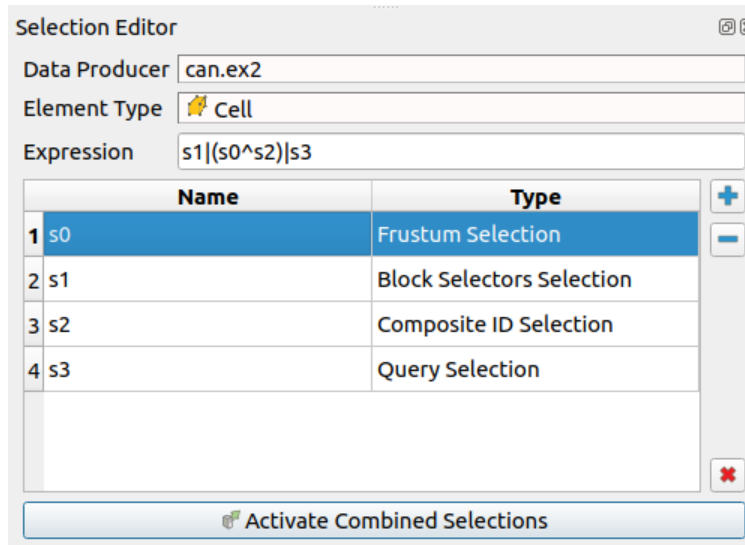 Selection Editor
Data Producer can.ex2
Element Type Cell
Expression s1|(s0^s2)|s3
Name Type
1 s0 Frustum Selection
2 s1 Block Selectors Selection
3 s2 Composite ID Selection
4 s3 Query Selection
Activate Combined Selections